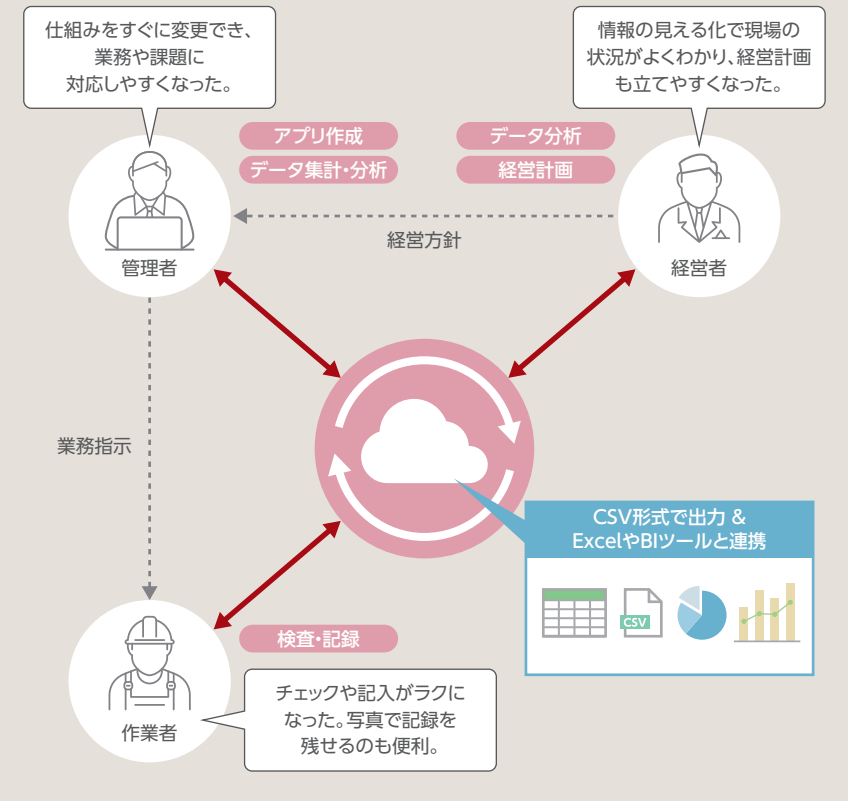 仕組みをすぐに変更でき、
業務や課題に
対応しやすくなった。
情報の見える化で現場の
状況がよくわかり、経営計画
も立てやすくなった。
アプリ作成
データ集計・分析
データ分析
経営計画
管理者
経営方針
経営者
業務指示
CSV形式で出力 &
ExcelやBIツールと連携
CSV
検査・記録
作業者
チェックや記入がラクに
なった。写真で記録を
残せるのも便利。